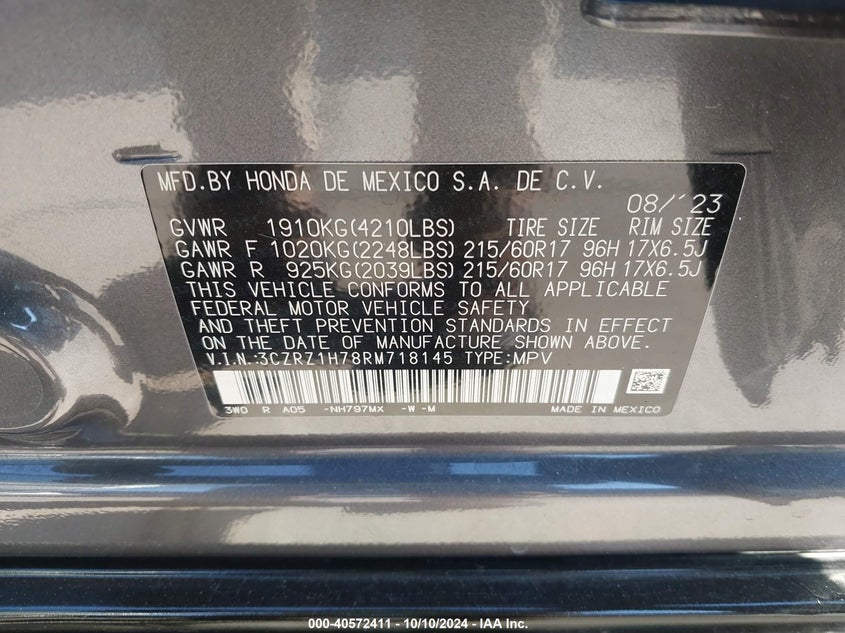 MFD.BY HONDA DE MEXICO S.A. DE C.V.
08/'23
GVWR 1910KG(4210LBS) TIRE SIZE RIM SIZE
GAWR F 1020KG(2248LBS) 215/60R17 96H 17X6.5J
GAWR R 925KG(2039LBS) 215/60R17 96H 17X6.5J
THIS VEHICLE CONFORMS TO ALL APPLICABLE
FEDERAL MOTOR VEHICLE SAFETY
AND THEFT PREVENTION STANDARDS IN EFFECT
ON THE DATE OF MANUFACTURE SHOWN ABOVE.
V.I.N.:3CZRZ1H78RM718145 TYPE:MPV
3W0 R A05 -NH797MX -W -M MADE IN MEXICO
000-40572411 - 10/10/2024 - IAA Inc.